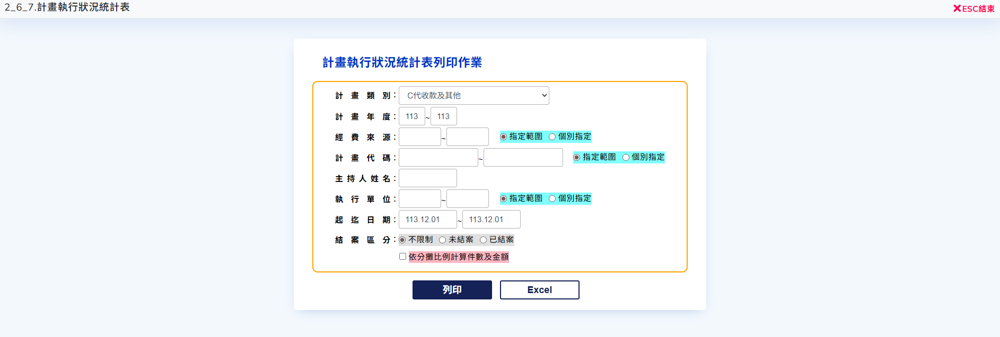 2_6_7.計畫執行狀況統計表
ESC結束
計畫執行狀況統計表列印作業
計畫類別： C代收款及其他
計畫年度： 113 ~ 113
經費來源： ~ 指定範圍 個別指定
計畫代碼： ~ 指定範圍 個別指定
主持人姓名：
執行單位： ~ 指定範圍 個別指定
起迄日期： 113.12.01 ~ 113.12.01
結案區分： 不限制 未結案 已結案
依分攤比例計算件數及金額
列印 Excel